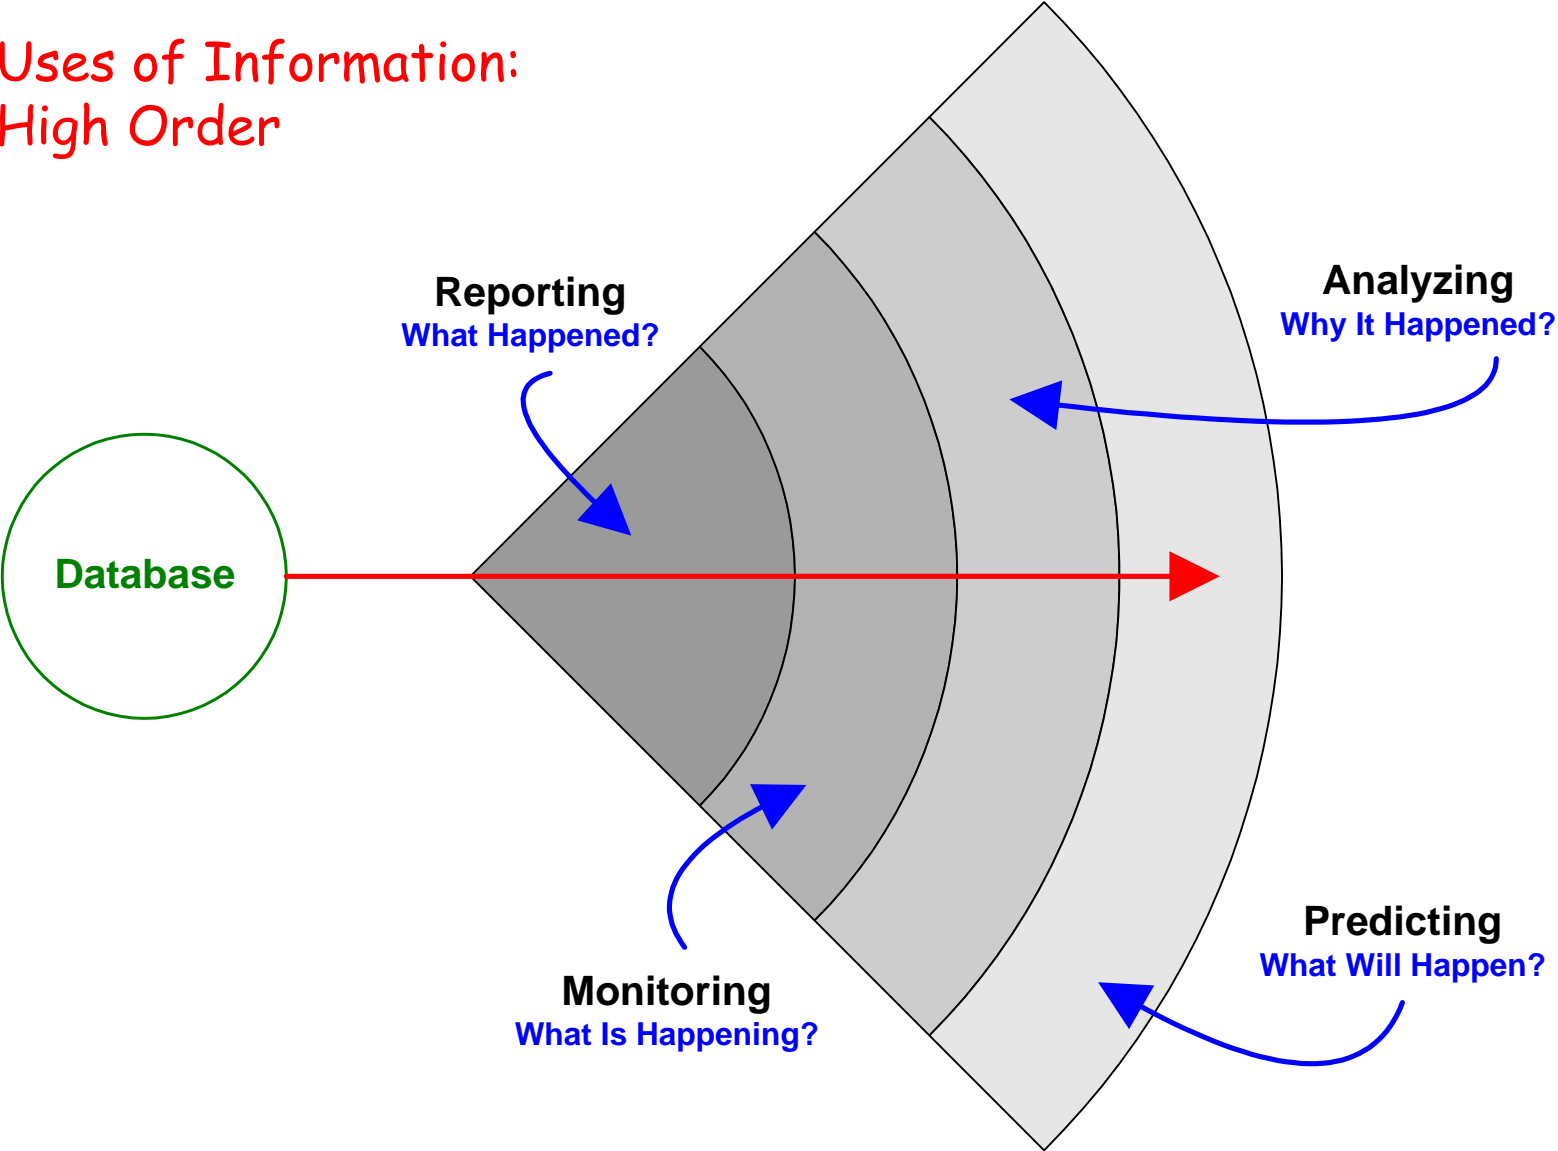 Uses of Information:
High Order
Reporting
What Happened?
Analyzing
Why It Happened?
Database
Monitoring
What Is Happening?
Predicting
What Will Happen?